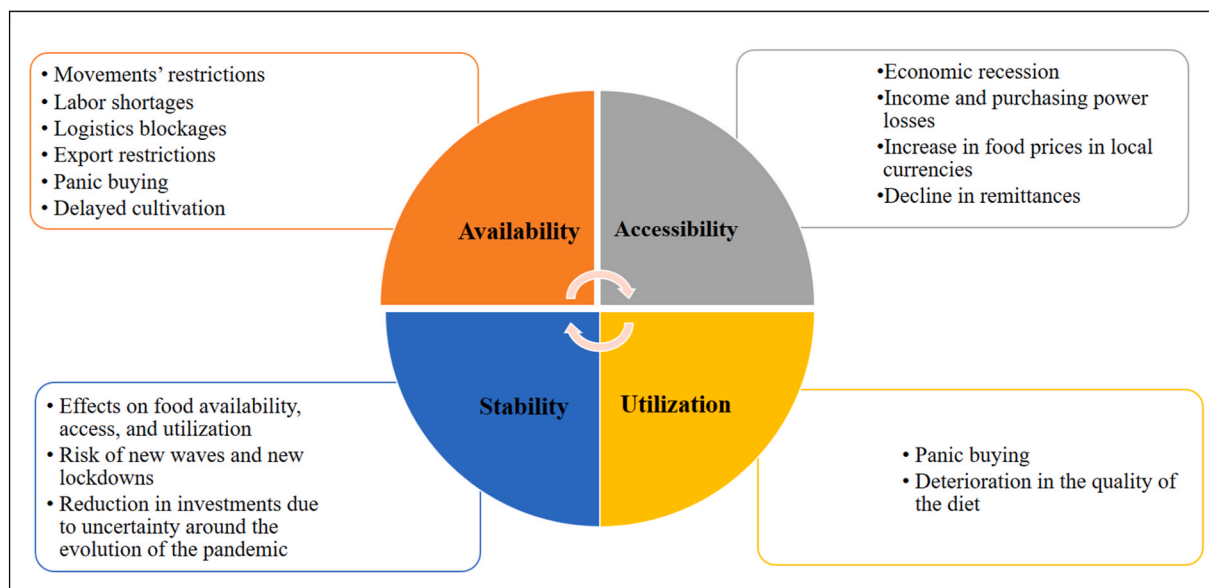 • Movements’ restrictions
• Labor shortages
• Logistics blockages
• Export restrictions
• Panic buying
• Delayed cultivation
•Economic recession
•Income and purchasing power
losses
•Increase in food prices in local
currencies
•Decline in remittances
Availability
Accessibility
Stability
Utilization
• Effects on food availability,
access, and utilization
• Risk of new waves and new
lockdowns
• Reduction in investments due
to uncertainty around the
evolution of the pandemic
• Panic buying
• Deterioration in the quality of
the diet